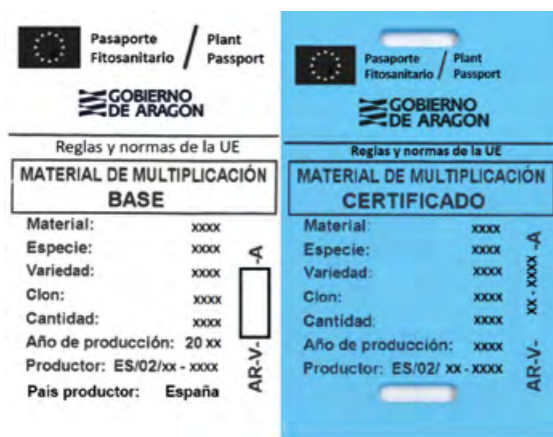 Pasaporte / Plant
Fitosanitario / Passport
GOBIERNO
DE ARAGON
Reglas y normas de la UE
MATERIAL DE MULTIPLICACIÓN
BASE
Material: xxxx
Especie: xxxx
Variedad: xxxx
Clon: xxxx
Cantidad: xxxx
Año de producción: 20 xx
Productor: ES/02/xx - xxxx
Pais productor: España
AR-V- -A
Pasaporte / Plant
Fitosanitario / Passport
GOBIERNO
DE ARAGON
Reglas y normas de la UE
MATERIAL DE MULTIPLICACIÓN
CERTIFICADO
Material: xxxx
Especie: xxxx
Variedad: xxxx
Clon: xxxx
Cantidad: xxxx
Año de producción: xxxx
Productor: ES/02/ xx - xxxx
AR-V- xx - xxxx -A